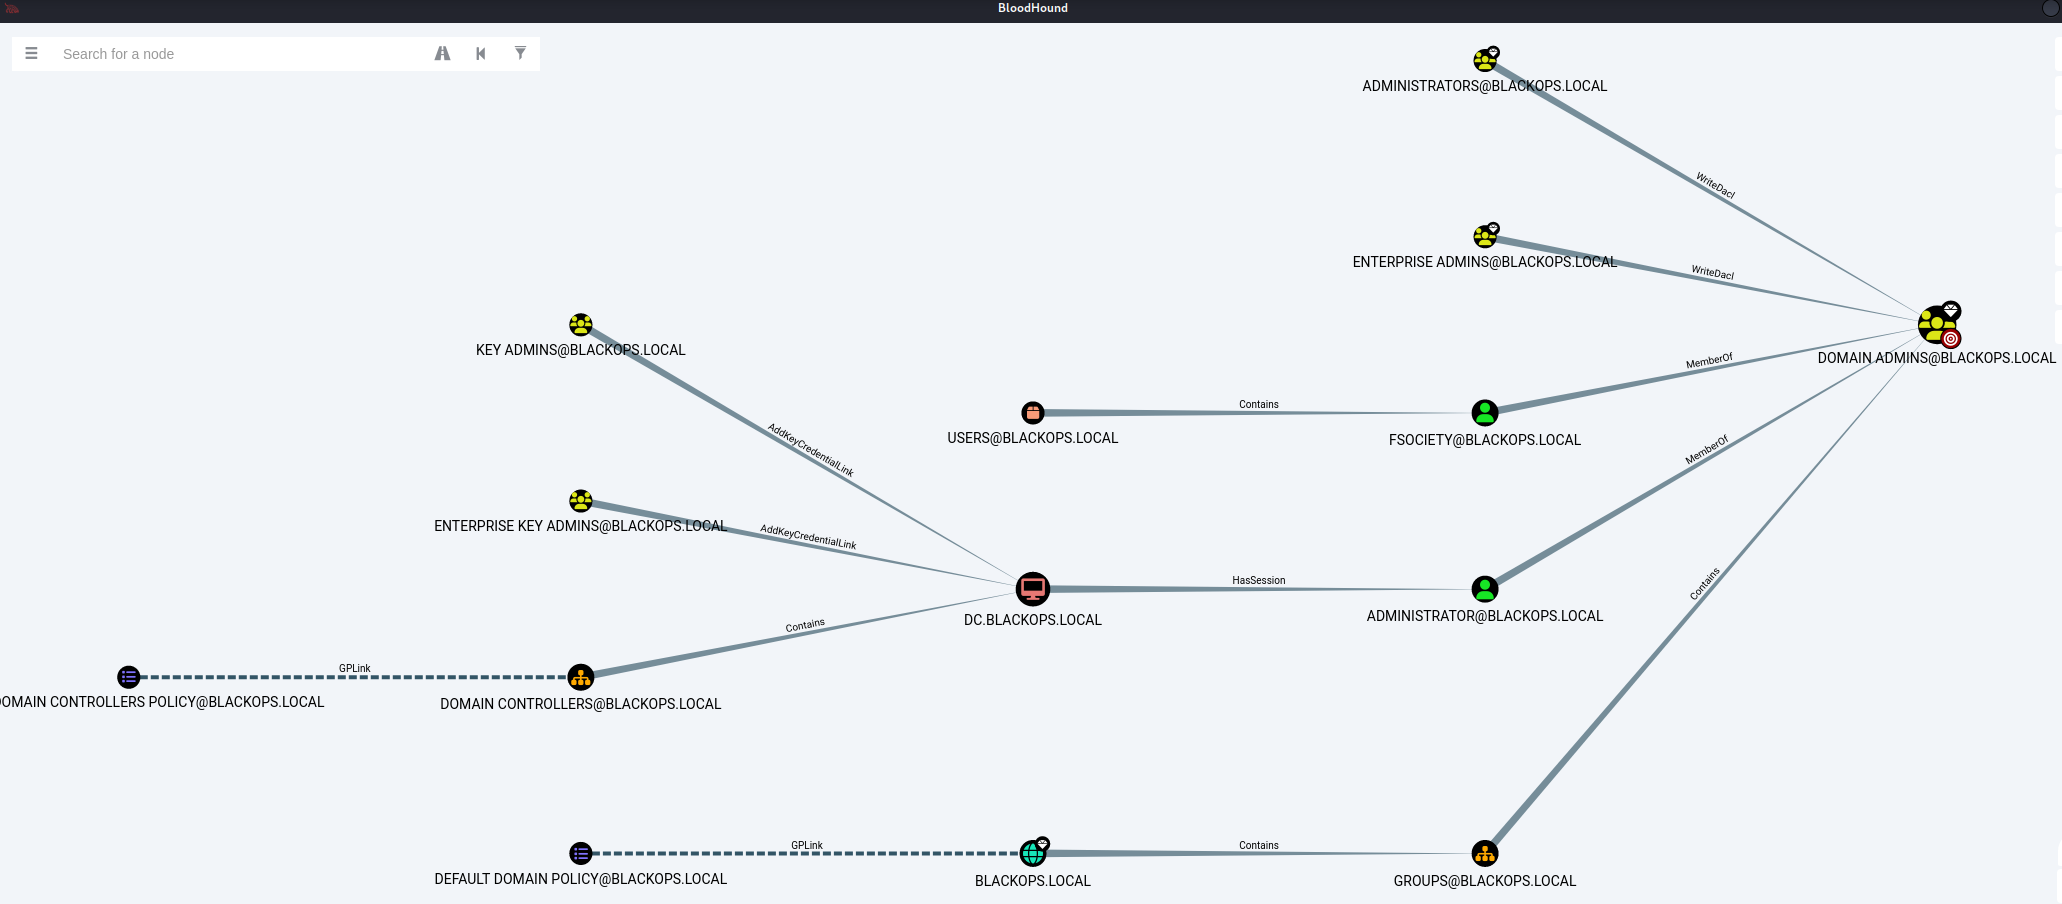 BloodHound
Search for a node
ADMINISTRATORS@BLACKOPS.LOCAL
WriteDacl
ENTERPRISE ADMINS@BLACKOPS.LOCAL
WriteDacl
KEY ADMINS@BLACKOPS.LOCAL
DOMAIN ADMINS@BLACKOPS.LOCAL
MemberOf
Contains
USERS@BLACKOPS.LOCAL
FSOCIETY@BLACKOPS.LOCAL
AddKeyCredentialLink
MemberOf
ENTERPRISE KEY ADMINS@BLACKOPS.LOCAL
AddKeyCredentialLink
HasSession
Contains
DC.BLACKOPS.LOCAL
ADMINISTRATOR@BLACKOPS.LOCAL
Contains
GPLink
OMAIN CONTROLLERS POLICY@BLACKOPS.LOCAL
DOMAIN CONTROLLERS@BLACKOPS.LOCAL
GPLink
Contains
DEFAULT DOMAIN POLICY@BLACKOPS.LOCAL
BLACKOPS.LOCAL
GROUPS@BLACKOPS.LOCAL